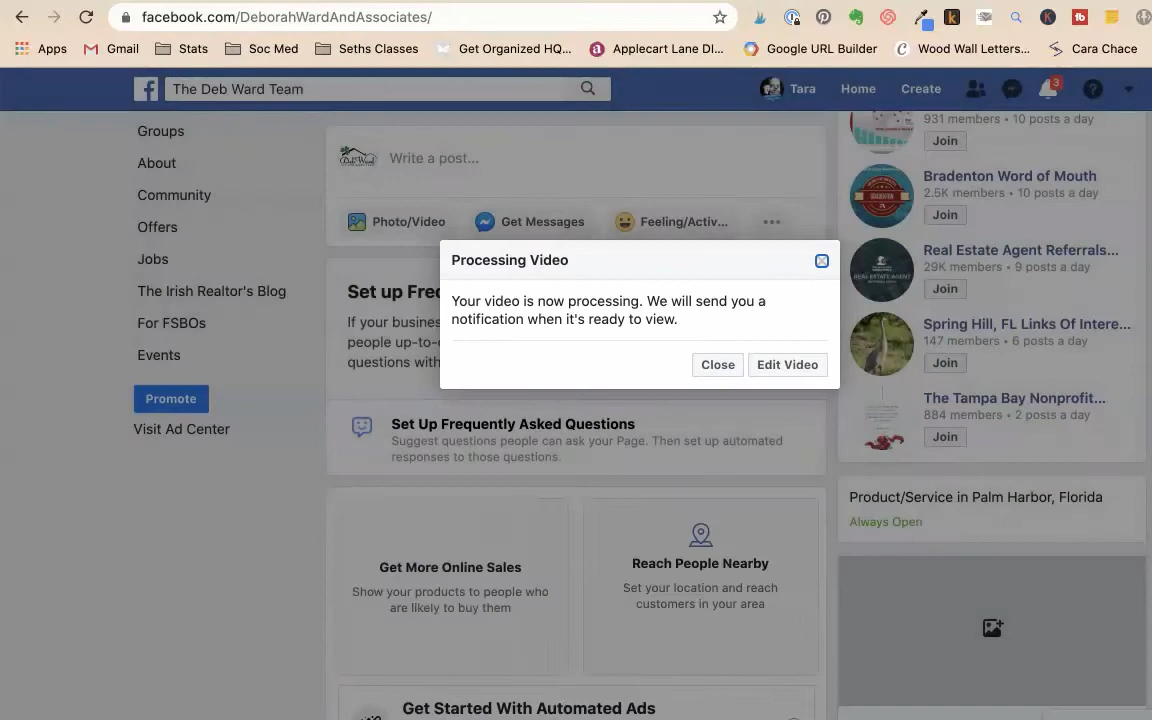 facebook.com/DeborahWardAndAssociates/
Apps
Gmail
Stats
Soc Med
Seths Classes
Get Organized HQ...
Applecart Lane DI...
Google URL Builder
Wood Wall Letters...
Cara Chace
The Deb Ward Team
Tara
Home
Create
3
Groups
About
Community
Offers
Jobs
The Irish Realtor's Blog
For FSBOs
Events
Promote
Visit Ad Center
Write a post...
Photo/Video
Get Messages
Feeling/Activ...
Processing Video
Your video is now processing. We will send you a
notification when it's ready to view.
Close
Edit Video
Set up Fre
If your busines
people up-to-
questions with
Set Up Frequently Asked Questions
Suggest questions people can ask your Page. Then set up automated
responses to those questions.
Get More Online Sales
Show your products to people who
are likely to buy them
Reach People Nearby
Set your location and reach
customers in your area
Get Started With Automated Ads
931 members • 10 posts a day
Join
Bradenton Word of Mouth
2.5K members • 10 posts a day
Join
Real Estate Agent Referrals...
29K members • 9 posts a day
Join
Spring Hill, FL Links Of Intere...
147 members • 6 posts a day
Join
The Tampa Bay Nonprofit...
884 members • 2 posts a day
Join
Product/Service in Palm Harbor, Florida
Always Open